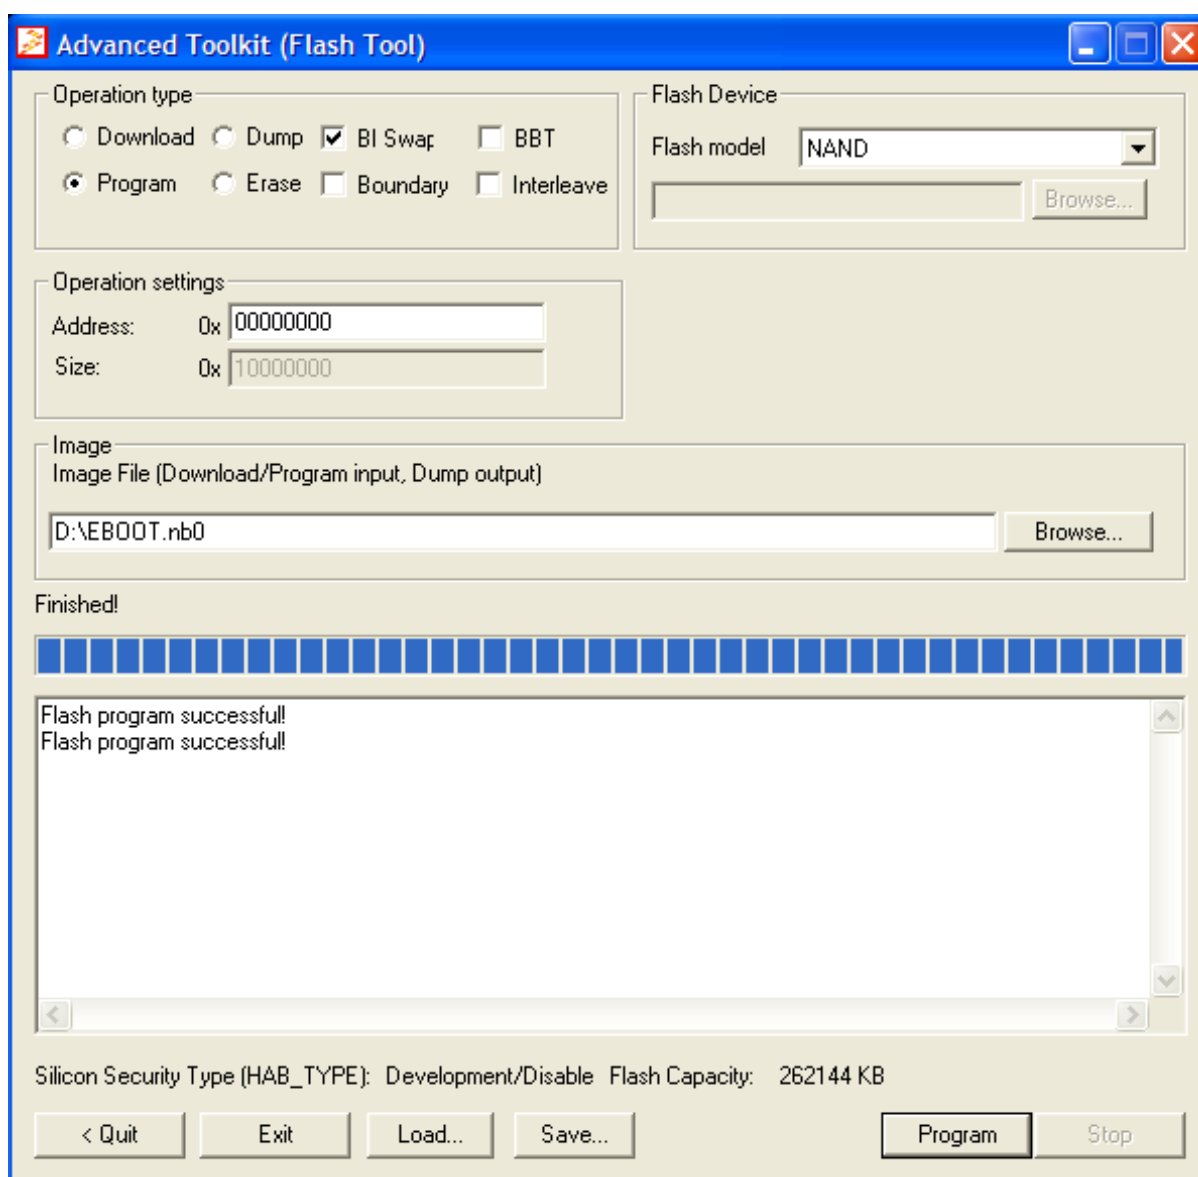 Advanced Toolkit (Flash Tool)
Operation type
Download Dump BI Swap BBT
Program Erase Boundary Interleave
Flash Device
Flash model NAND
Browse...
Operation settings
Address: 0x 00000000
Size: 0x 10000000
Image
Image File (Download/Program input, Dump output)
D:\EBOOT.nb0 Browse...
Finished!
Flash program successful!
Flash program successful!
Silicon Security Type (HAB_TYPE): Development/Disable Flash Capacity: 262144 KB
< Quit Exit Load... Save... Program Stop